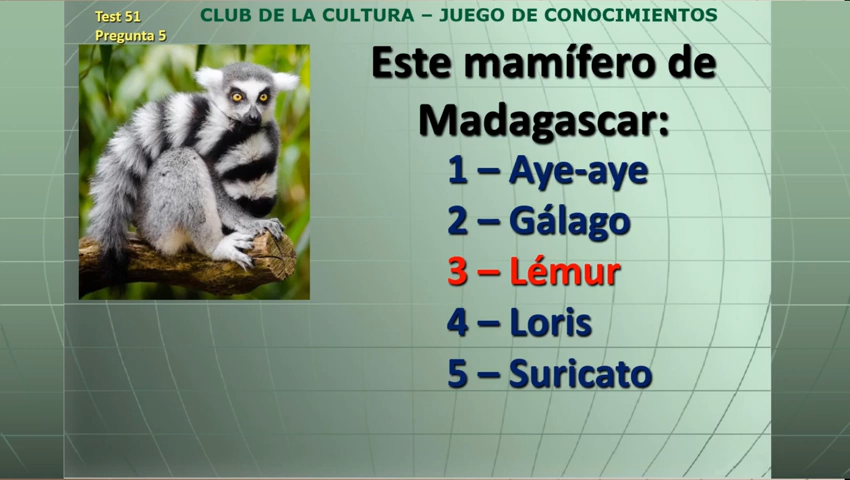 Test 51
Pregunta 5
CLUB DE LA CULTURA – JUEGO DE CONOCIMIENTOS
Este mamífero de
Madagascar:
1 – Aye-aye
2 – Gálago
3 – Lémur
4 – Loris
5 – Suricato